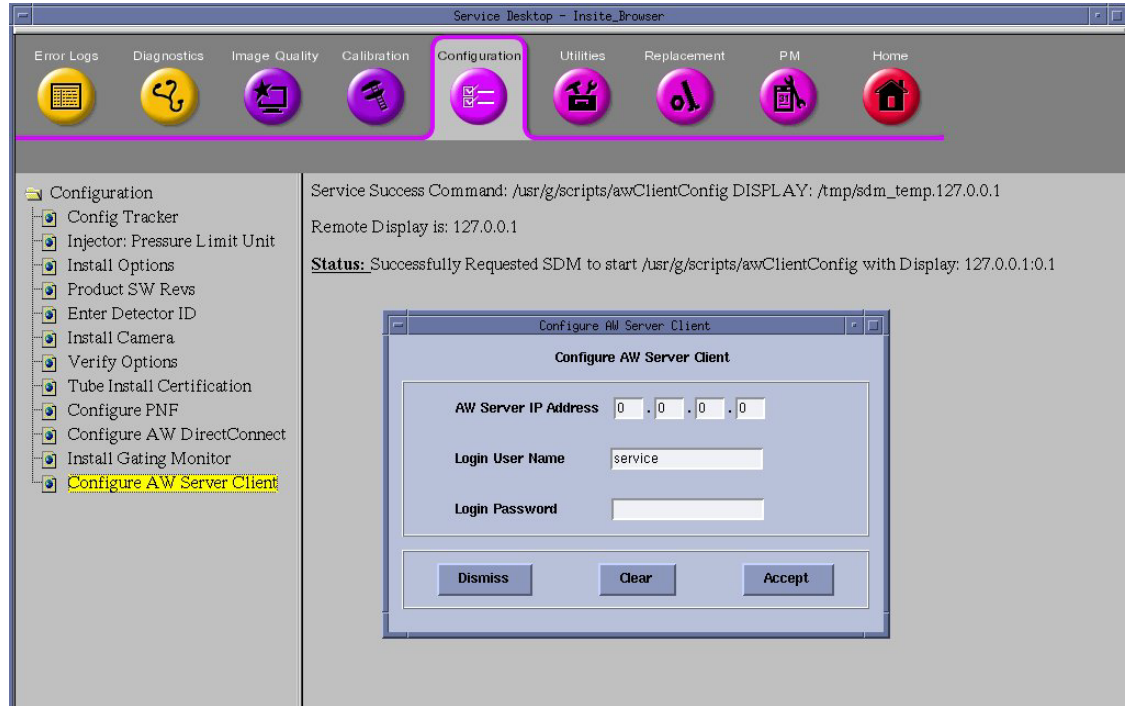 Service Desktop - Insite_Browser
Error Logs Diagnostics Image Quality Calibration Configuration Utilities Replacement PM Home
31
Configuration
Config Tracker
Injector: Pressure Limit Unit
Install Options
Product SW Revs
Enter Detector ID
Install Camera
Verify Options
Tube Install Certification
Configure PNF
Configure AW DirectConnect
Install Gating Monitor
Configure AW Server Client
Service Success Command: /usr/g/scripts/awClientConfig DISPLAY: /tmp/sdm_temp.127.0.0.1
Remote Display is: 127.0.0.1
Status: Successfully Requested SDM to start /usr/g/scripts/awClientConfig with Display: 127.0.0.1:0.1
Configure AW Server Client
Configure AW Server Client
AW Server IP Address 0 . 0 . 0 . 0
Login User Name service
Login Password
Dismiss Clear Accept